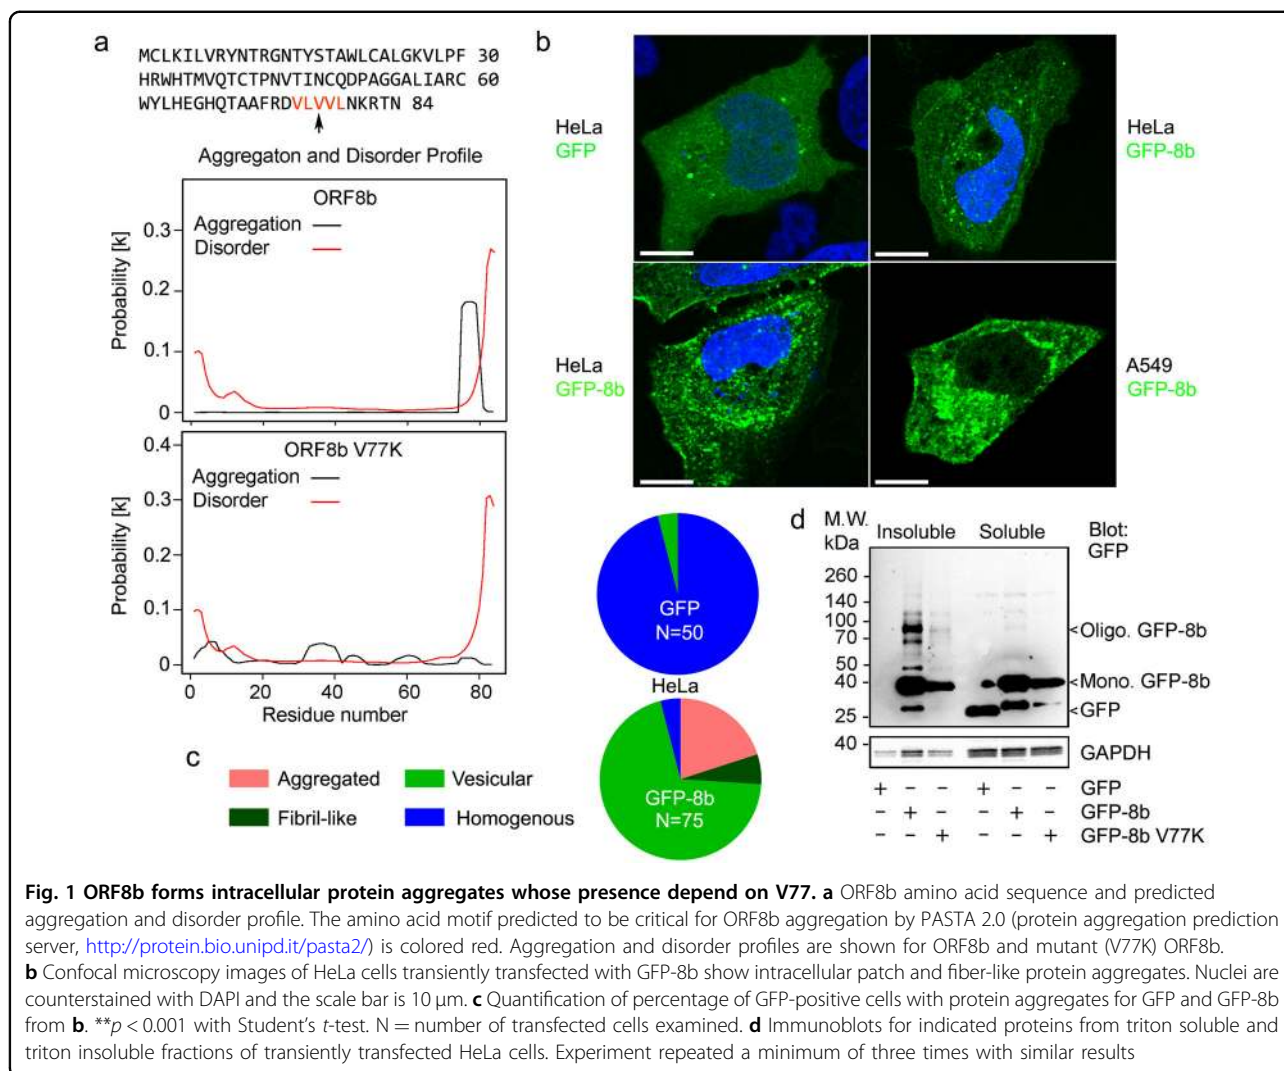 a
MCLKILVRYNTRGNTYSTAWLCALGKVLPF 30
HRWHTMVQTCTPNVTINCQDPAGGALIARC 60
WYLHEGHQTAAFRDVLVVLNKRTN 84
Aggregaton and Disorder Profile
ORF8b
Aggregation
Disorder
Probability [k]
0.3
0.2
0.1
0
ORF8b V77K
Aggregation
Disorder
Probability [k]
0.4
0.3
0.2
0.1
0
0 20 40 60 80
Residue number
b
HeLa
GFP
HeLa
GFP-8b
HeLa
GFP-8b
A549
GFP-8b
c
Aggregated
Vesicular
Fibril-like
Homogenous
GFP
N=50
HeLa
GFP-8b
N=75
d
M.W.
kDa
Insoluble Soluble
Blot:
GFP
260
140
100
70
50
40
25
40
<Oligo. GFP-8b
<Mono. GFP-8b
<GFP
GAPDH
+ − − + − − GFP
− + − − + − GFP-8b
− − + − − + GFP-8b V77K
Fig. 1 ORF8b forms intracellular protein aggregates whose presence depend on V77. a ORF8b amino acid sequence and predicted
aggregation and disorder profile. The amino acid motif predicted to be critical for ORF8b aggregation by PASTA 2.0 (protein aggregation prediction
server, http://protein.bio.unipd.it/pasta2/) is colored red. Aggregation and disorder profiles are shown for ORF8b and mutant (V77K) ORF8b.
b Confocal microscopy images of HeLa cells transiently transfected with GFP-8b show intracellular patch and fiber-like protein aggregates. Nuclei are
counterstained with DAPI and the scale bar is 10 µm. c Quantification of percentage of GFP-positive cells with protein aggregates for GFP and GFP-8b
from b. **p < 0.001 with Student's t-test. N = number of transfected cells examined. d Immunoblots for indicated proteins from triton soluble and
triton insoluble fractions of transiently transfected HeLa cells. Experiment repeated a minimum of three times with similar results